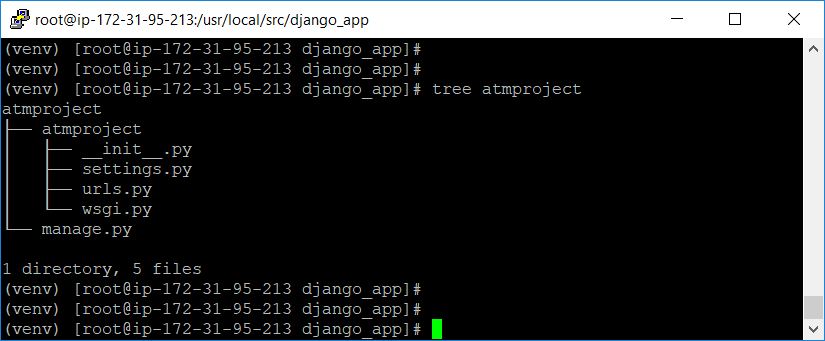 root@ip-172-31-95-213:/usr/local/src/django_app
(venv) [root@ip-172-31-95-213 django_app]#
(venv) [root@ip-172-31-95-213 django_app]#
(venv) [root@ip-172-31-95-213 django_app]# tree atmproject
atmproject
├── atmproject
│   ├── __init__.py
│   ├── settings.py
│   ├── urls.py
│   └── wsgi.py
└── manage.py

1 directory, 5 files
(venv) [root@ip-172-31-95-213 django_app]#
(venv) [root@ip-172-31-95-213 django_app]#
(venv) [root@ip-172-31-95-213 django_app]#